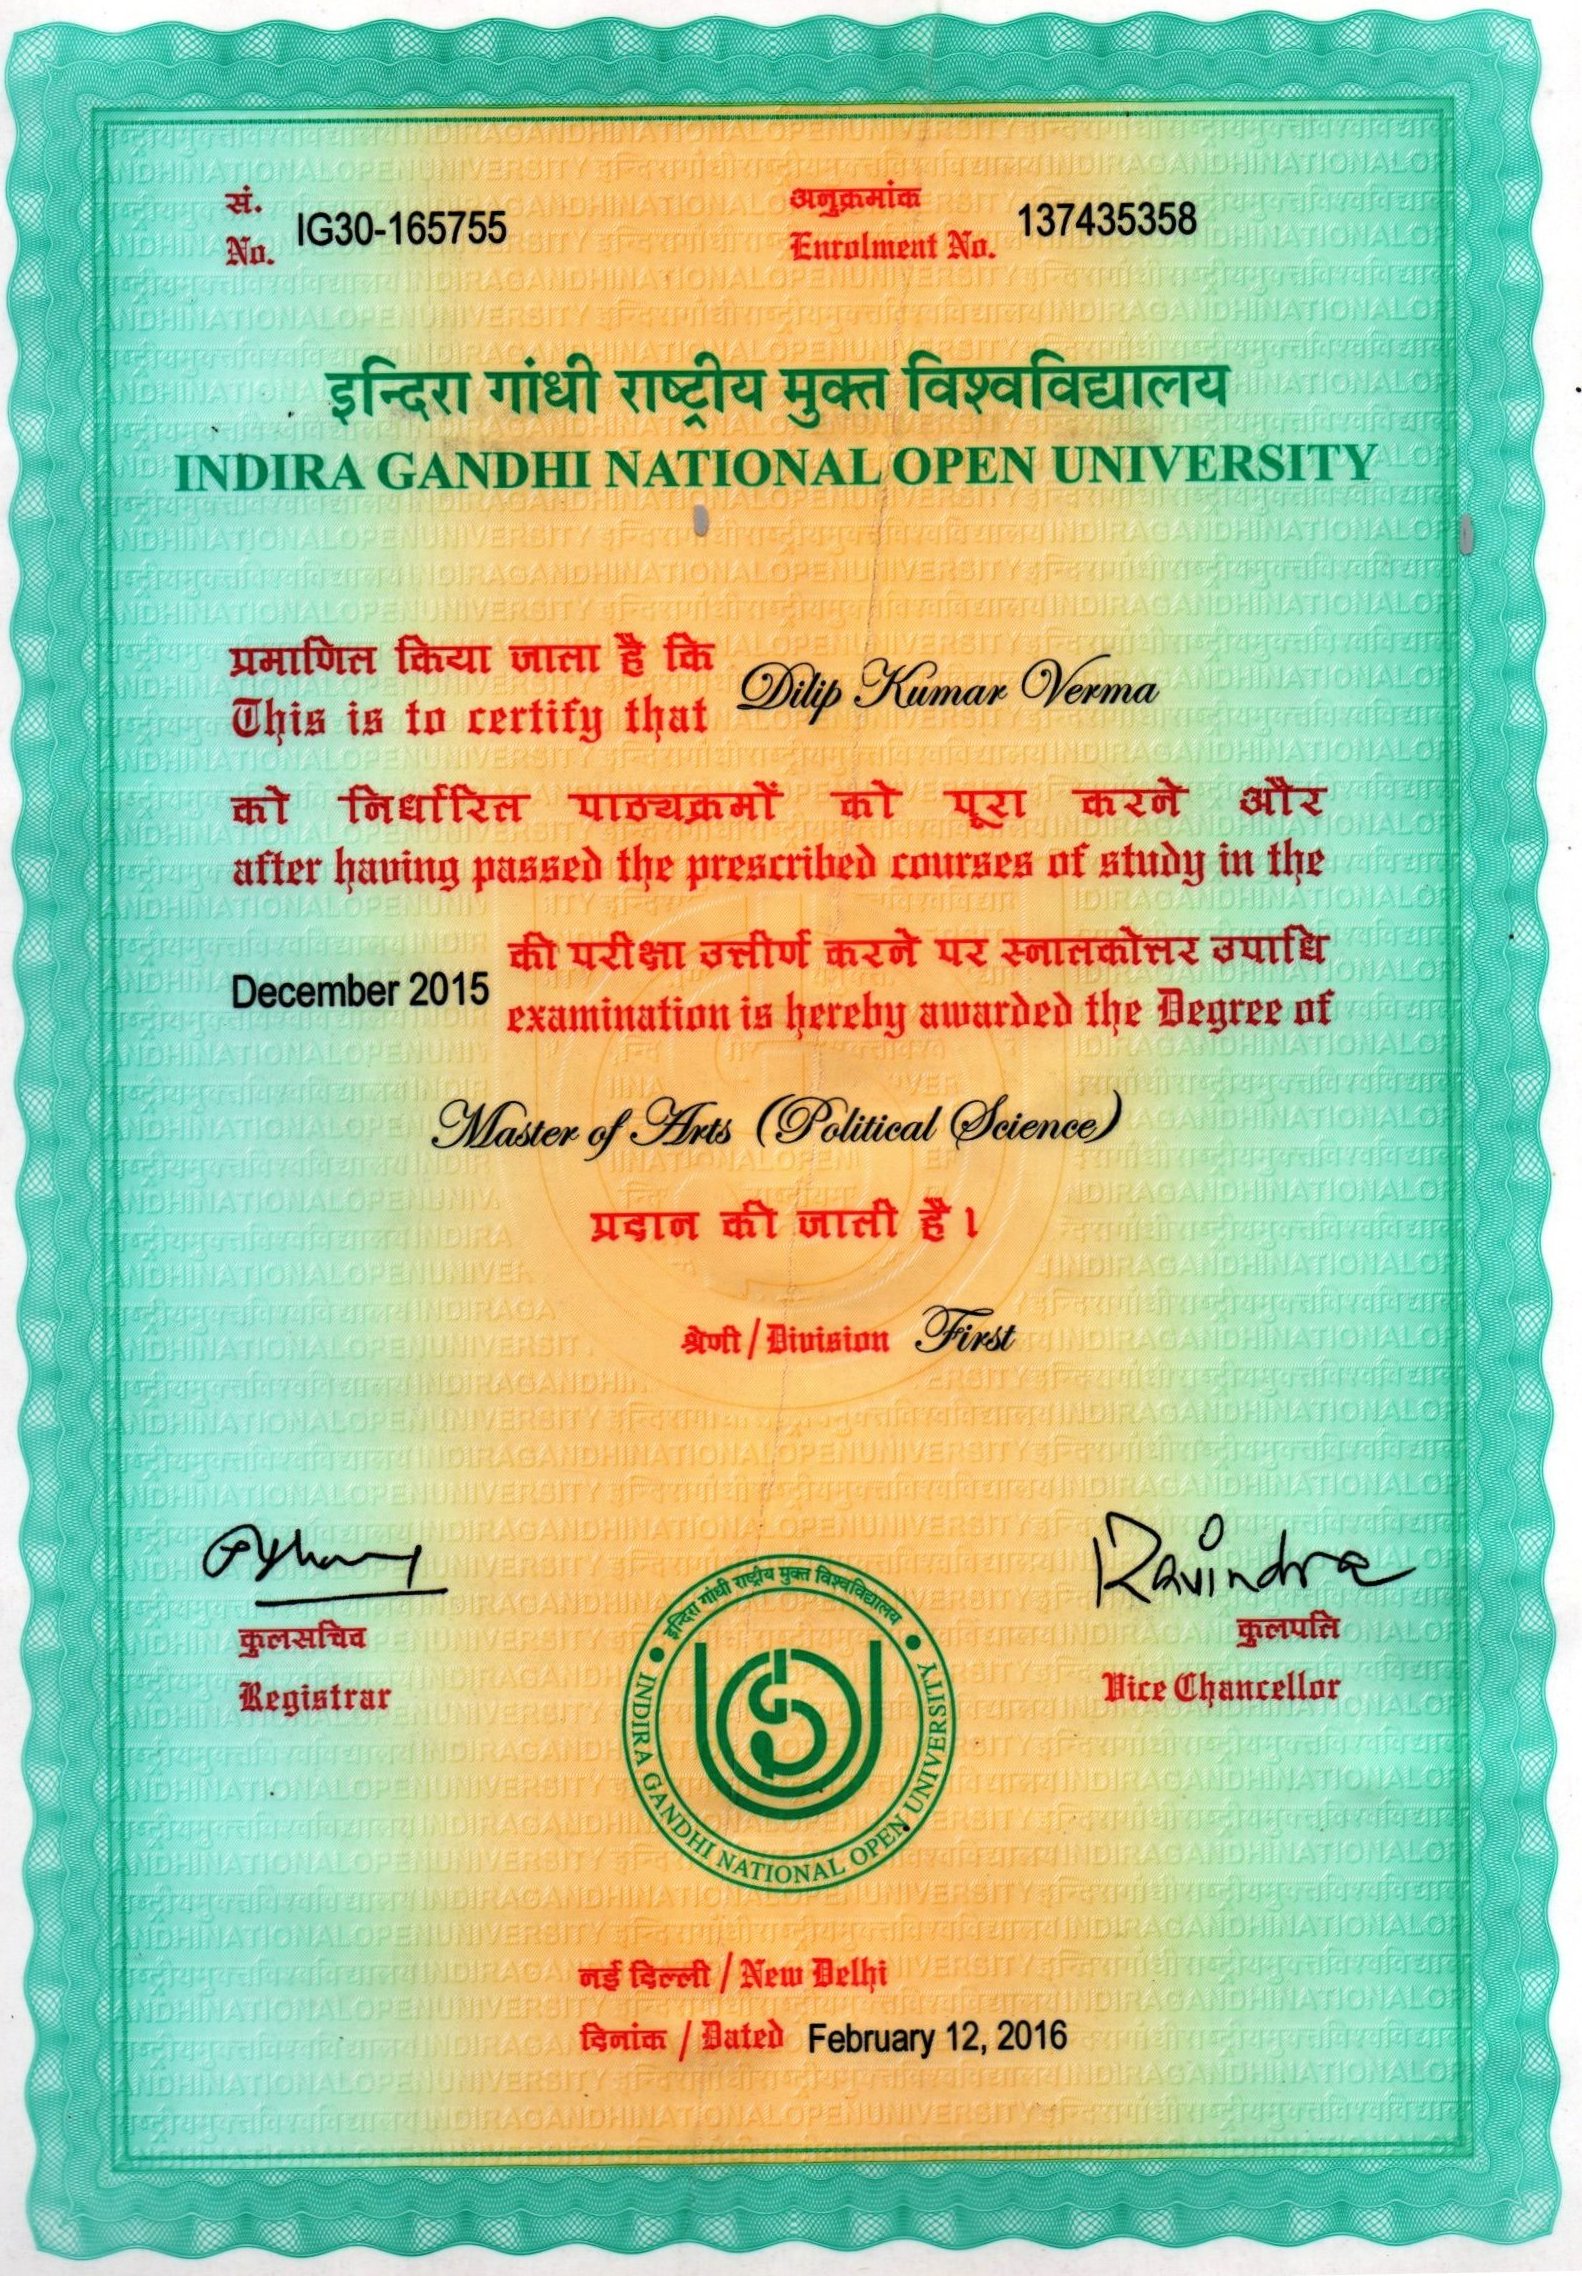 सं.
No. IG30-165755
अनुक्रमांक
Enrolment No. 137435358
इन्दिरा गांधी राष्ट्रीय मुक्त विश्वविद्यालय
INDIRA GANDHI NATIONAL OPEN UNIVERSITY
प्रमाणित किया जाता है कि
This is to certify that Dilip Kumar Verma
को निर्धारित पाठ्यक्रमों को पूरा करने और
after having passed the prescribed courses of study in the
December 2015 की परीक्षा उत्तीर्ण करने पर स्नातकोत्तर उपाधि
examination is hereby awarded the Degree of
Master of Arts (Political Science)
प्रदान की जाती है।
श्रेणी / Division First
Ravindra
कुलसचिव
Registrar
कुलपति
Vice Chancellor
इन्दिरा गांधी राष्ट्रीय मुक्त विश्वविद्यालय
INDIRA GANDHI NATIONAL OPEN UNIVERSITY
नई दिल्ली / New Delhi
दिनांक / Dated February 12, 2016